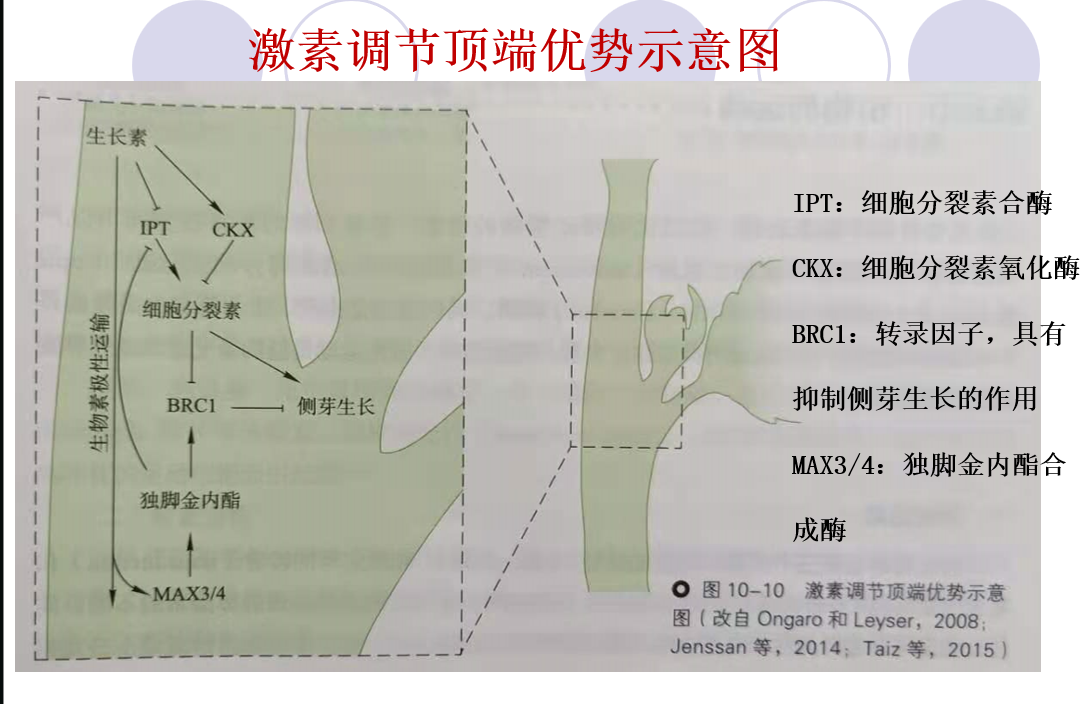 激素调节顶端优势示意图
生长素
IPT
CKX
细胞分裂素
生物素极性运输
BRC1
侧芽生长
独脚金内酯
MAX3/4
IPT：细胞分裂素合酶
CKX：细胞分裂素氧化酶
BRC1：转录因子，具有
抑制侧芽生长的作用
MAX3/4：独脚金内酯合
成酶
图 10-10 激素调节顶端优势示意
图（改自 Ongaro 和 Leyser，2008；
Jenssan 等，2014；Taiz 等，2015）